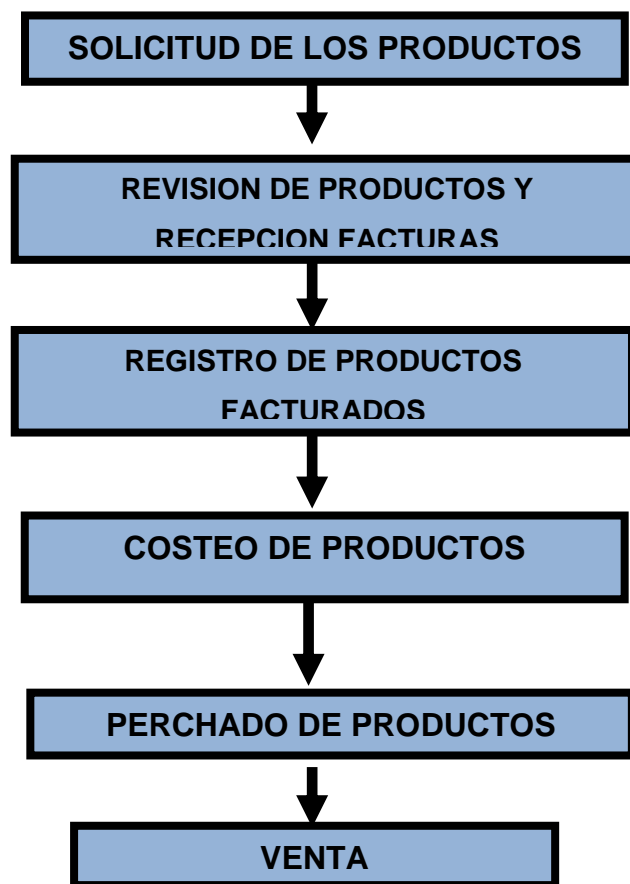 SOLICITUD DE LOS PRODUCTOS
REVISION DE PRODUCTOS Y
RECEPCION FACTURAS
REGISTRO DE PRODUCTOS
FACTURADOS
COSTEO DE PRODUCTOS
PERCHADO DE PRODUCTOS
VENTA